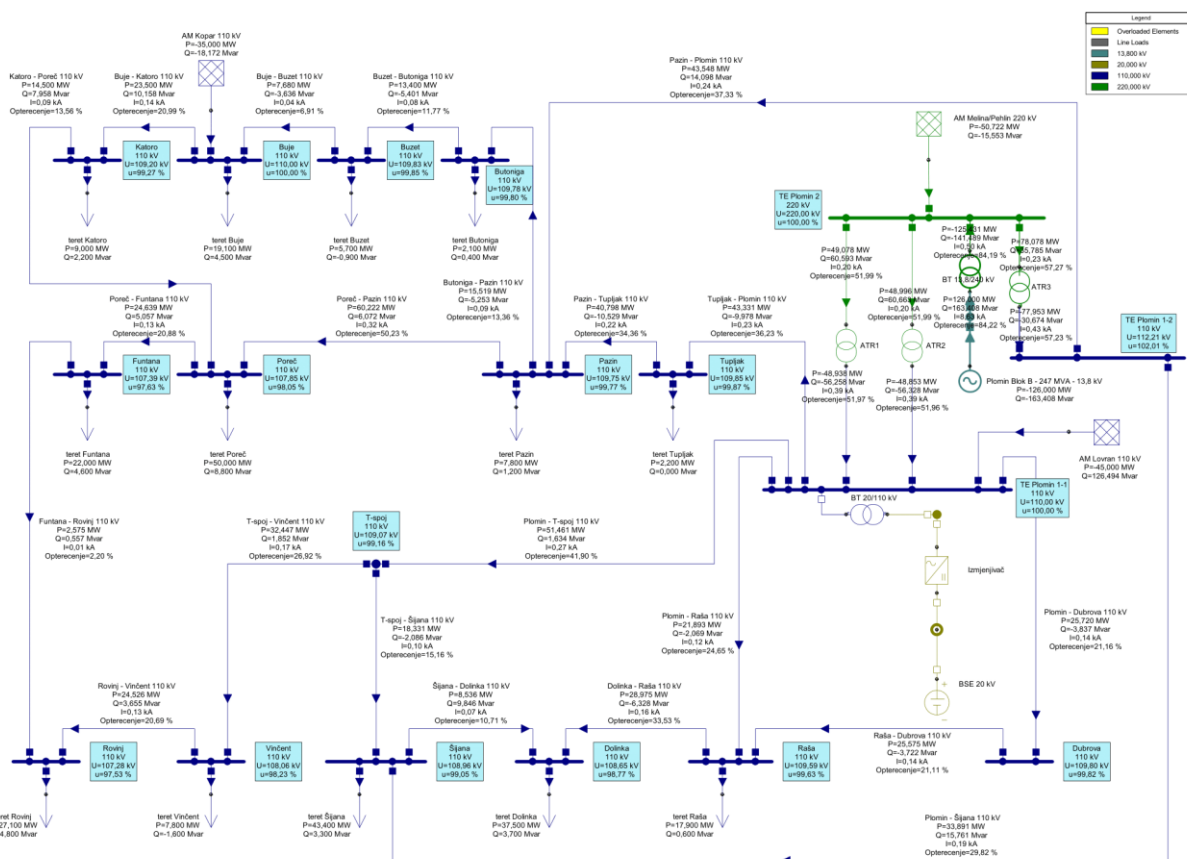 Legend
Overloaded Elements
Line Loads
13,800 kV
20,000 kV
110,000 kV
220,000 kV
AM Kopar 110 kV
P=-35,000 MW
Q=-18,172 Mvar
Katoro - Poreč 110 kV
P=14,500 MW
Q=7,958 Mvar
I=0,09 kA
Opterecenje=13,56 %
Buje - Katoro 110 kV
P=23,500 MW
Q=10,158 Mvar
I=0,14 kA
Opterecenje=20,99 %
Buje - Buzet 110 kV
P=7,680 MW
Q=-3,636 Mvar
I=0,04 kA
Opterecenje=6,91 %
Buzet - Butoniga 110 kV
P=13,400 MW
Q=-5,401 Mvar
I=0,08 kA
Opterecenje=11,77 %
Pazin - Plomin 110 kV
P=43,548 MW
Q=14,098 Mvar
I=0,24 kA
Opterecenje=37,33 %
AM Melina/Pehlin 220 kV
P=-50,722 MW
Q=-15,553 Mvar
Katoro
110 kV
U=109,20 kV
u=99,27 %
Buje
110 kV
U=110,00 kV
u=100,00 %
Buzet
110 kV
U=109,83 kV
u=99,85 %
Butoniga
110 kV
U=109,78 kV
u=99,80 %
TE Plomin 2
220 kV
U=220,00 kV
u=100,00 %
teret Katoro
P=9,000 MW
Q=2,200 Mvar
teret Buje
P=19,100 MW
Q=4,500 Mvar
teret Buzet
P=5,700 MW
Q=-0,900 Mvar
teret Butoniga
P=2,100 MW
Q=0,400 Mvar
P=49,078 MW
Q=60,593 Mvar
I=0,20 kA
Opterecenje=51,99 %
P=48,996 MW
I=0,20 kA
Opterecenje=51,99 %
Q=-141,489 Mvar
I=0,50 kA
Opterecenje=84,19 %
BT 13,8/240 kV
P=126,000 MW
Q=163,408 Mvar
Opterecenje=84,22 %
P=78,078 MW
I=0,23 kA
Opterecenje=57,27 %
ATR3
P=-77,953 MW
Q=-30,674 Mvar
I=0,43 kA
Opterecenje=57,23 %
TE Plomin 1-2
110 kV
U=112,21 kV
u=102,01 %
Poreč - Funtana 110 kV
P=24,639 MW
Q=5,057 Mvar
I=0,13 kA
Opterecenje=20,88 %
Poreč - Pazin 110 kV
P=60,222 MW
Q=6,072 Mvar
I=0,32 kA
Opterecenje=50,23 %
Butoniga - Pazin 110 kV
P=15,519 MW
Q=-5,253 Mvar
I=0,09 kA
Opterecenje=13,36 %
Pazin - Tupljak 110 kV
P=40,798 MW
Q=-10,529 Mvar
I=0,22 kA
Opterecenje=34,36 %
Tupljak - Plomin 110 kV
P=43,331 MW
Q=-9,978 Mvar
I=0,23 kA
Opterecenje=36,23 %
ATR1
ATR2
Funtana
110 kV
U=107,39 kV
u=97,63 %
Poreč
110 kV
U=107,85 kV
u=98,05 %
Pazin
110 kV
U=109,75 kV
u=99,77 %
Tupljak
110 kV
U=109,85 kV
u=99,87 %
P=-48,938 MW
Q=-56,258 Mvar
I=0,39 kA
Opterecenje=51,97 %
P=-48,853 MW
Q=-56,328 Mvar
I=0,39 kA
Opterecenje=51,96 %
Plomin Blok B - 247 MVA - 13,8 kV
P=-126,000 MW
Q=-163,408 Mvar
teret Funtana
P=22,000 MW
Q=4,600 Mvar
teret Poreč
P=50,000 MW
Q=8,800 Mvar
teret Pazin
P=7,800 MW
Q=1,200 Mvar
teret Tupljak
P=2,200 MW
Q=0,000 Mvar
AM Lovran 110 kV
P=-45,000 MW
Q=126,494 Mvar
TE Plomin 1-1
110 kV
U=110,00 kV
u=100,00 %
BT 20/110 kV
Izmjenjivač
BSE 20 kV
Funtana - Rovinj 110 kV
P=2,575 MW
Q=0,557 Mvar
I=0,01 kA
Opterecenje=2,20 %
T-spoj - Vinčent 110 kV
P=32,447 MW
Q=1,852 Mvar
I=0,17 kA
Opterecenje=26,92 %
T-spoj
110 kV
U=109,07 kV
u=99,16 %
Plomin - T-spoj 110 kV
P=51,461 MW
Q=1,634 Mvar
I=0,27 kA
Opterecenje=41,90 %
T-spoj - Šijana 110 kV
P=18,331 MW
Q=-2,086 Mvar
I=0,10 kA
Opterecenje=15,16 %
Plomin - Raša 110 kV
P=21,893 MW
Q=-2,069 Mvar
I=0,12 kA
Opterecenje=24,65 %
Plomin - Dubrova 110 kV
P=25,720 MW
Q=-3,837 Mvar
I=0,14 kA
Opterecenje=21,16 %
Rovinj - Vinčent 110 kV
P=24,526 MW
Q=3,655 Mvar
I=0,13 kA
Opterecenje=20,69 %
Šijana - Dolinka 110 kV
P=8,536 MW
Q=9,846 Mvar
I=0,07 kA
Opterecenje=10,71 %
Dolinka - Raša 110 kV
P=28,975 MW
Q=-6,328 Mvar
I=0,16 kA
Opterecenje=33,53 %
Raša - Dubrova 110 kV
P=25,575 MW
Q=-3,722 Mvar
I=0,14 kA
Opterecenje=21,11 %
Rovinj
110 kV
U=107,28 kV
u=97,53 %
Vinčent
110 kV
U=108,06 kV
u=98,23 %
Šijana
110 kV
U=108,96 kV
u=99,05 %
Dolinka
110 kV
U=108,65 kV
u=98,77 %
Raša
110 kV
U=109,59 kV
u=99,63 %
Dubrova
110 kV
U=109,80 kV
u=99,82 %
teret Rovinj
27,100 MW
4,800 Mvar
teret Vinčent
P=7,800 MW
Q=-1,600 Mvar
teret Šijana
P=43,400 MW
Q=3,300 Mvar
teret Dolinka
P=37,500 MW
Q=3,700 Mvar
teret Raša
P=17,900 MW
Q=0,600 Mvar
Plomin - Šijana 110 kV
P=33,891 MW
Q=15,761 Mvar
I=0,19 kA
Opterecenje=29,82 %